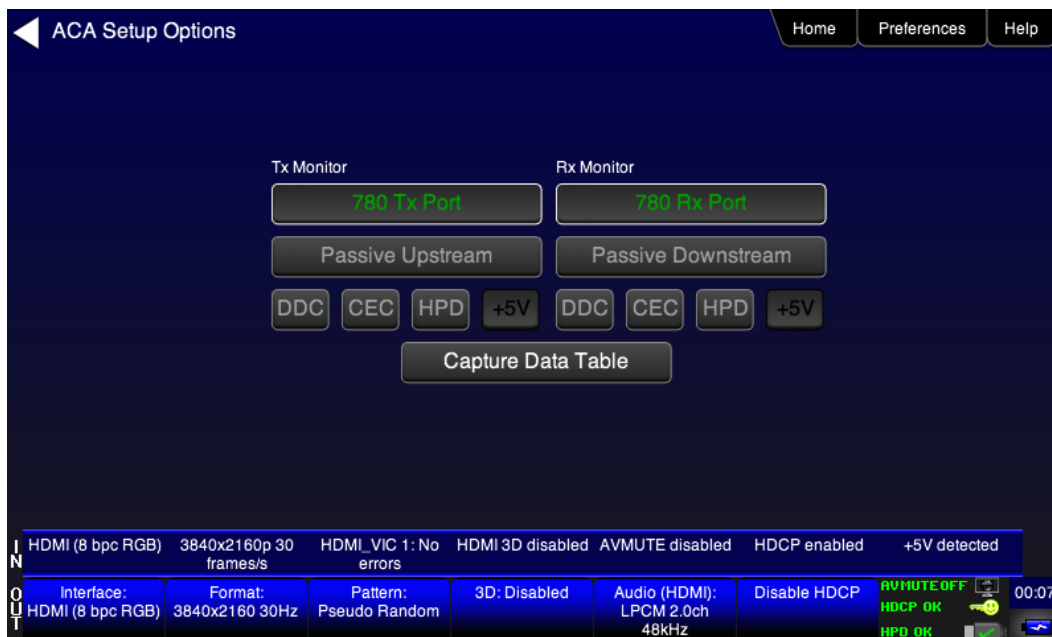 ACA Setup Options
Home
Preferences
Help
Tx Monitor
Rx Monitor
780 Tx Port
780 Rx Port
Passive Upstream
Passive Downstream
DDC CEC HPD +5V DDC CEC HPD +5V
Capture Data Table
IN
HDMI (8 bpc RGB)
3840x2160p 30
frames/s
HDMI_VIC 1: No
errors
HDMI 3D disabled
AVMUTE disabled
HDCP enabled
+5V detected
OUT
Interface:
HDMI (8 bpc RGB)
Format:
3840x2160 30Hz
Pattern:
Pseudo Random
3D: Disabled
Audio (HDMI):
LPCM 2.0ch
48kHz
Disable HDCP
AVMUTEOFF
HDCP OK
HPD OK
00:07